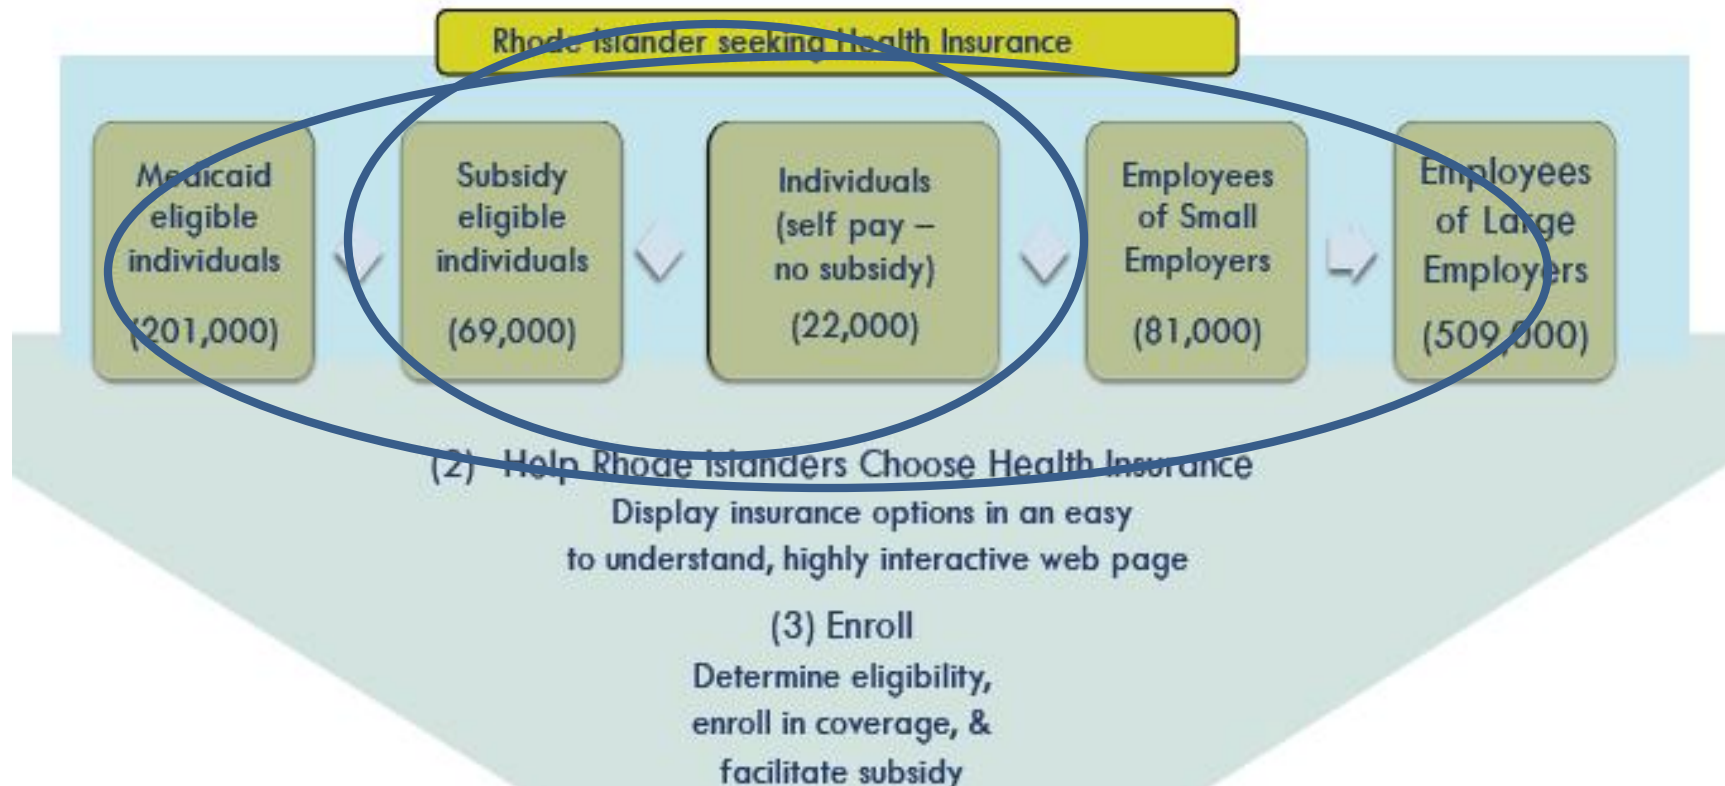 Rhode Islander seeking Health Insurance
Medicaid
eligible
individuals
(201,000)
Subsidy
eligible
individuals
(69,000)
Individuals
(self pay –
no subsidy)
(22,000)
Employees
of Small
Employers
(81,000)
Employees
of Large
Employers
(509,000)
(2) Help Rhode Islanders Choose Health Insurance
Display insurance options in an easy
to understand, highly interactive web page
(3) Enroll
Determine eligibility,
enroll in coverage, &
facilitate subsidy